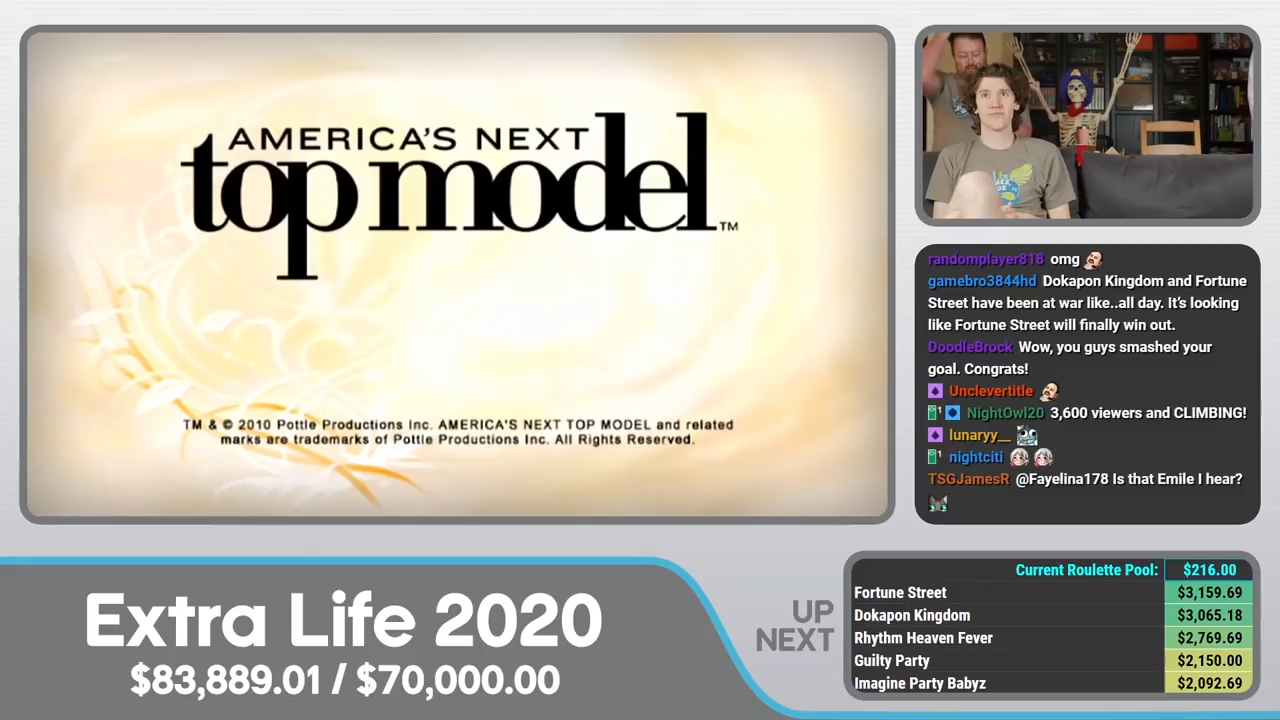 AMERICA'S NEXT
top model™
TM & © 2010 Pottle Productions Inc. AMERICA'S NEXT TOP MODEL and related
marks are trademarks of Pottle Productions Inc. All Rights Reserved.
randomplayer818 omg
gamebro3844hd Dokapon Kingdom and Fortune
Street have been at war like..all day. It's looking
like Fortune Street will finally win out.
DoodleBrock Wow, you guys smashed your
goal. Congrats!
Unclevertitle
NightOwl20 3,600 viewers and CLIMBING!
lunaryy__
nightciti
TSGJamesR @Fayelina178 Is that Emile I hear?
Extra Life 2020
$83,889.01 / $70,000.00
UP
NEXT
Current Roulette Pool: $216.00
Fortune Street $3,159.69
Dokapon Kingdom $3,065.18
Rhythm Heaven Fever $2,769.69
Guilty Party $2,150.00
Imagine Party Babyz $2,092.69